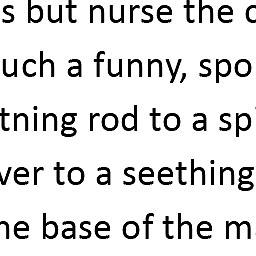 s but nurse the
uch a funny, spo
tning rod to a sp
ver to a seething
he base of the ma